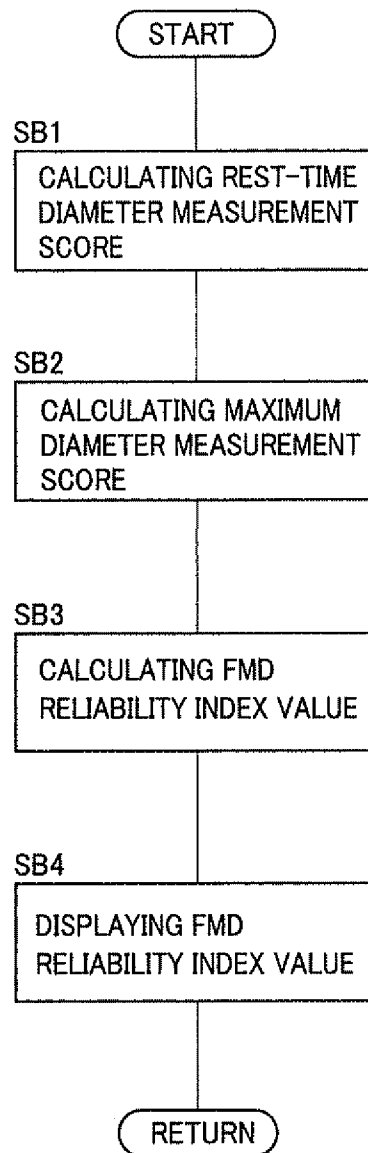 START
SB1
CALCULATING REST-TIME
DIAMETER MEASUREMENT
SCORE
SB2
CALCULATING MAXIMUM
DIAMETER MEASUREMENT
SCORE
SB3
CALCULATING FMD
RELIABILITY INDEX VALUE
SB4
DISPLAYING FMD
RELIABILITY INDEX VALUE
RETURN